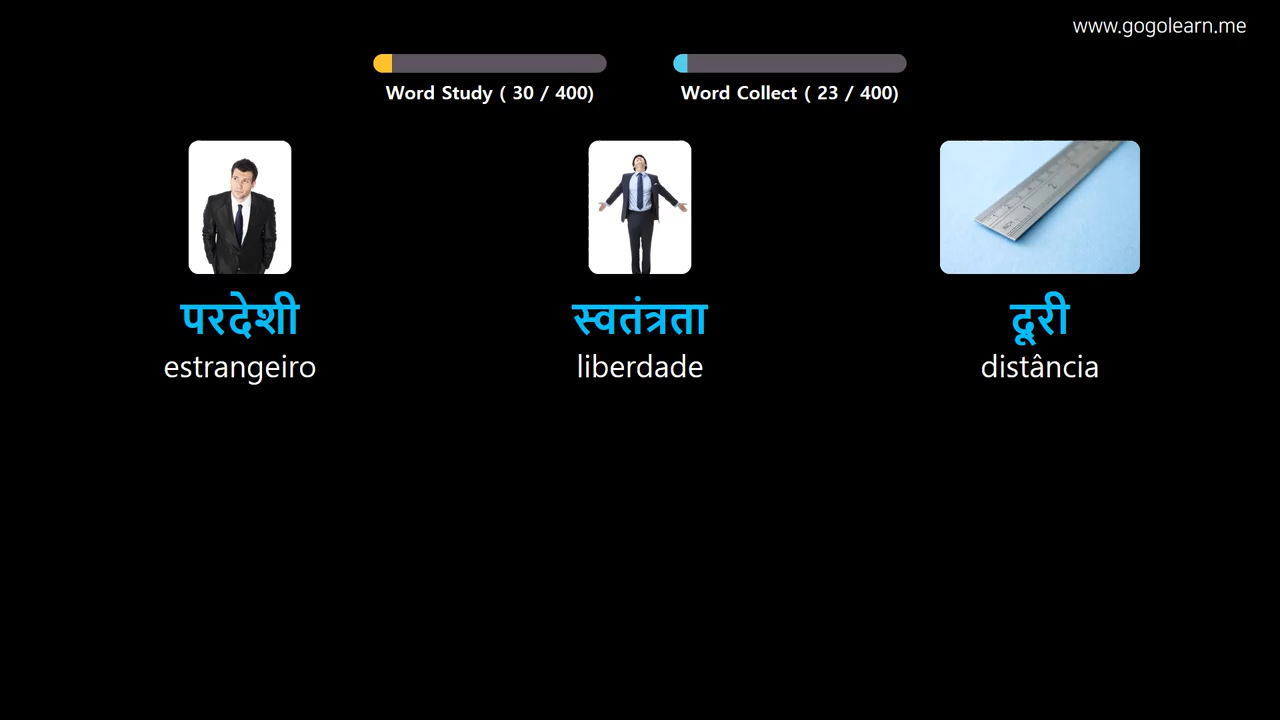 www.gogolearn.me
Word Study ( 30 / 400)
Word Collect ( 23 / 400)
परदेशी
स्वतंत्रता
दूरी
estrangeiro
liberdade
distância